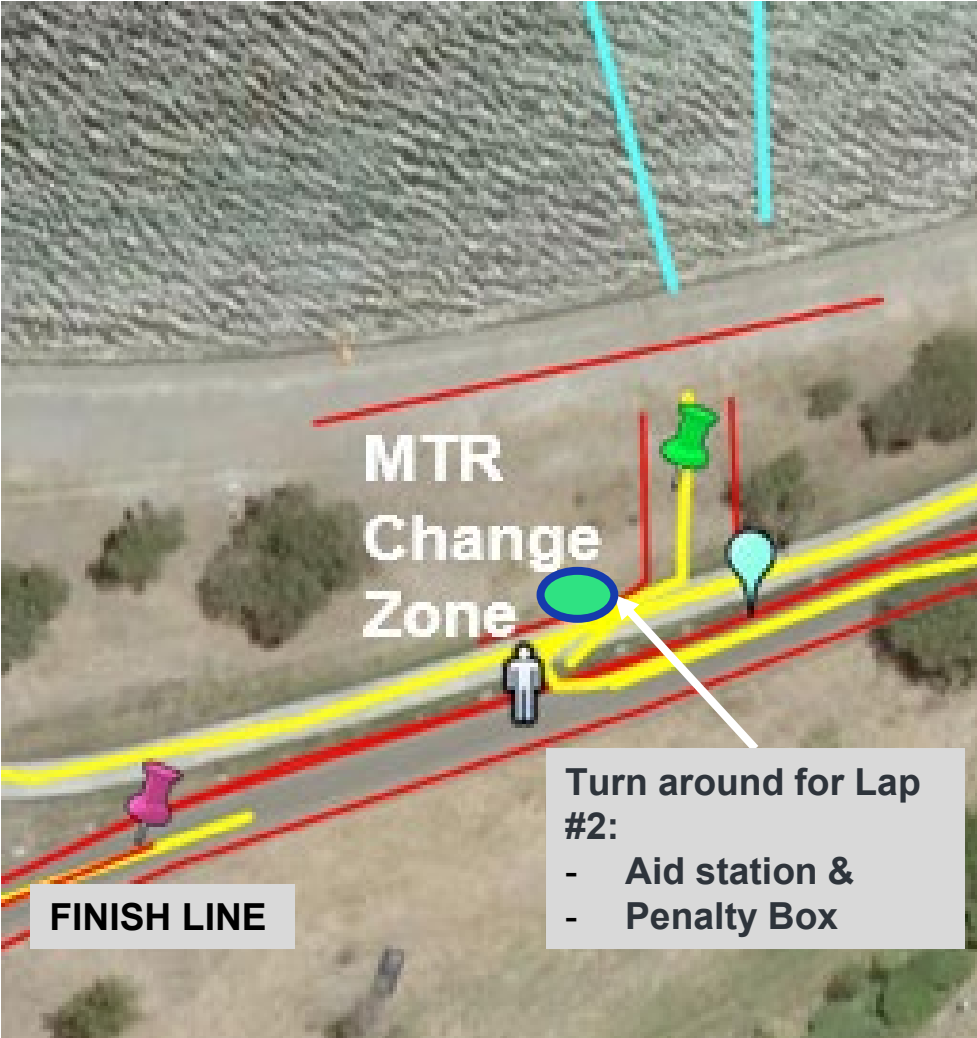 MTR
Change
Zone
Turn around for Lap
#2:
- Aid station &
- Penalty Box
FINISH LINE